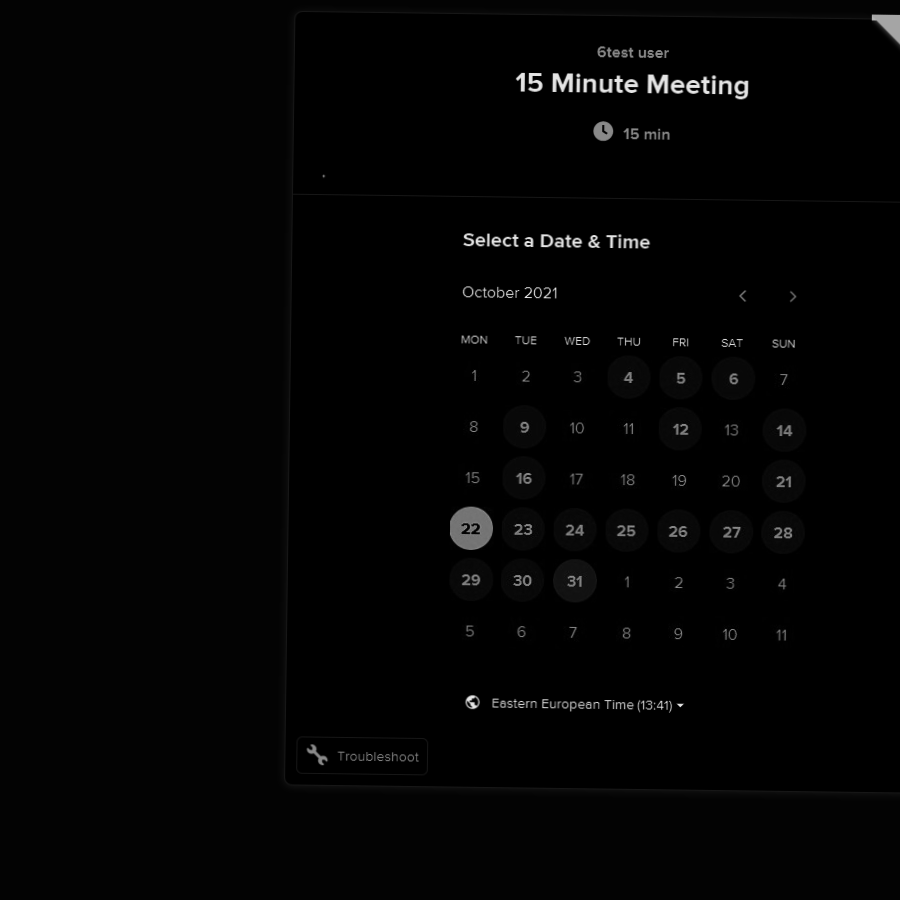 6test user
15 Minute Meeting
15 min
Select a Date & Time
October 2021
MON TUE WED THU FRI SAT SUN
1 2 3 4 5 6 7
8 9 10 11 12 13 14
15 16 17 18 19 20 21
22 23 24 25 26 27 28
29 30 31 1 2 3 4
5 6 7 8 9 10 11
Eastern European Time (13:41)
Troubleshoot